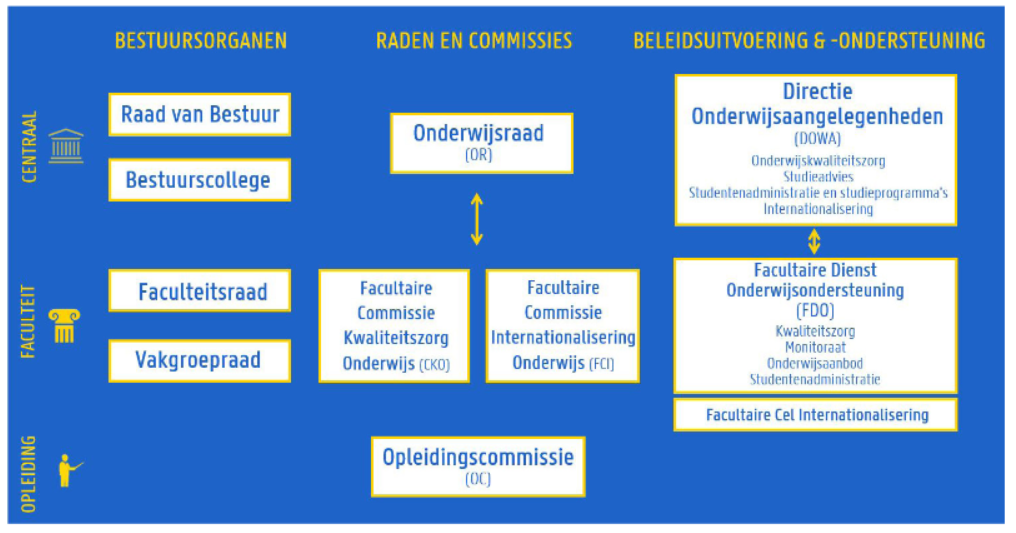 BESTUURSORGANEN
RADEN EN COMMISSIES
BELEIDSUITVOERING & -ONDERSTEUNING
CENTRAAL
Raad van Bestuur
Bestuurscollege
Onderwijsraad
(OR)
Directie
Onderwijsaangelegenheden
(DOWA)
Onderwijskwaliteitszorg
Studieadvies
Studentenadministratie en studieprogramma's
Internationalisering
FACULTEIT
Faculteitsraad
Vakgroepraad
Facultaire
Commissie
Kwaliteitszorg
Onderwijs (CKO)
Facultaire
Commissie
Internationalisering
Onderwijs (FCI)
Facultaire Dienst
Onderwijsondersteuning
(FDO)
Kwaliteitszorg
Monitoraat
Onderwijsaanbod
Studentenadministratie
Facultaire Cel Internationalisering
OPLEIDING
Opleidingscommissie
(OC)